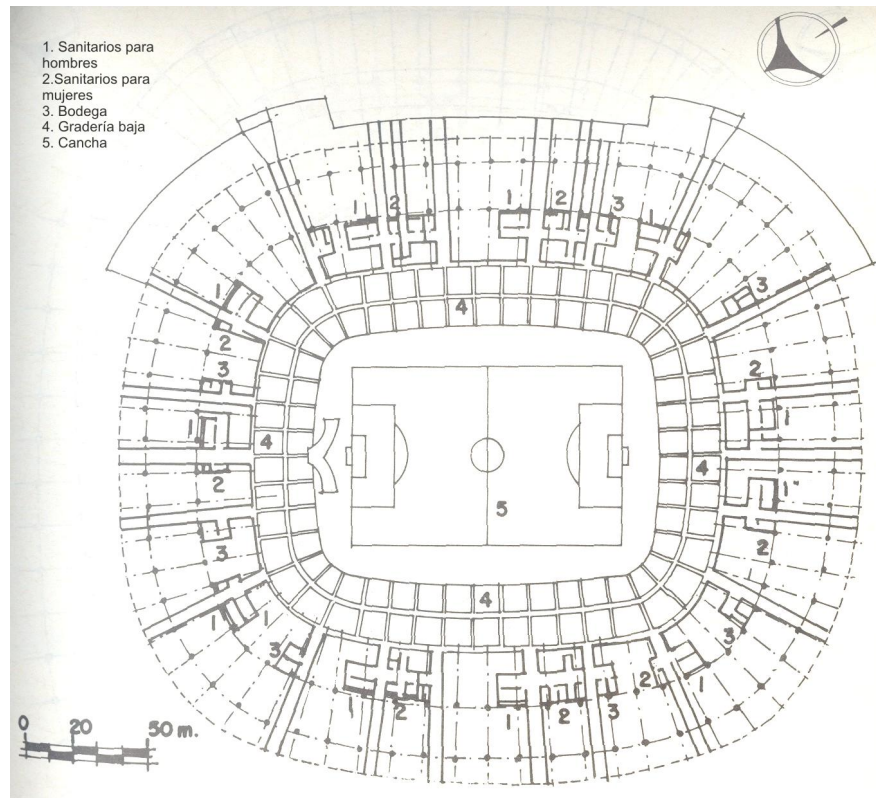 1. Sanitarios para
hombres
2.Sanitarios para
mujeres
3. Bodega
4. Gradería baja
5. Cancha
1 2 1 2 3 1
1 3
4
2
3 2
1 1
4 4
2 1
5
3 2
4
1 1 3
3 2 1
1 2 1 2 3
0 20 50 m.